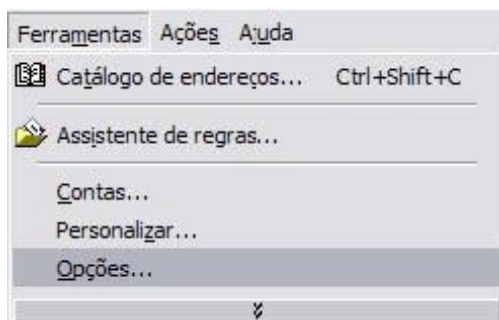 Ferramentas Ações Ajuda
Catálogo de endereços... Ctrl+Shift+C
Assistente de regras...
Contas...
Personalizar...
Opções...